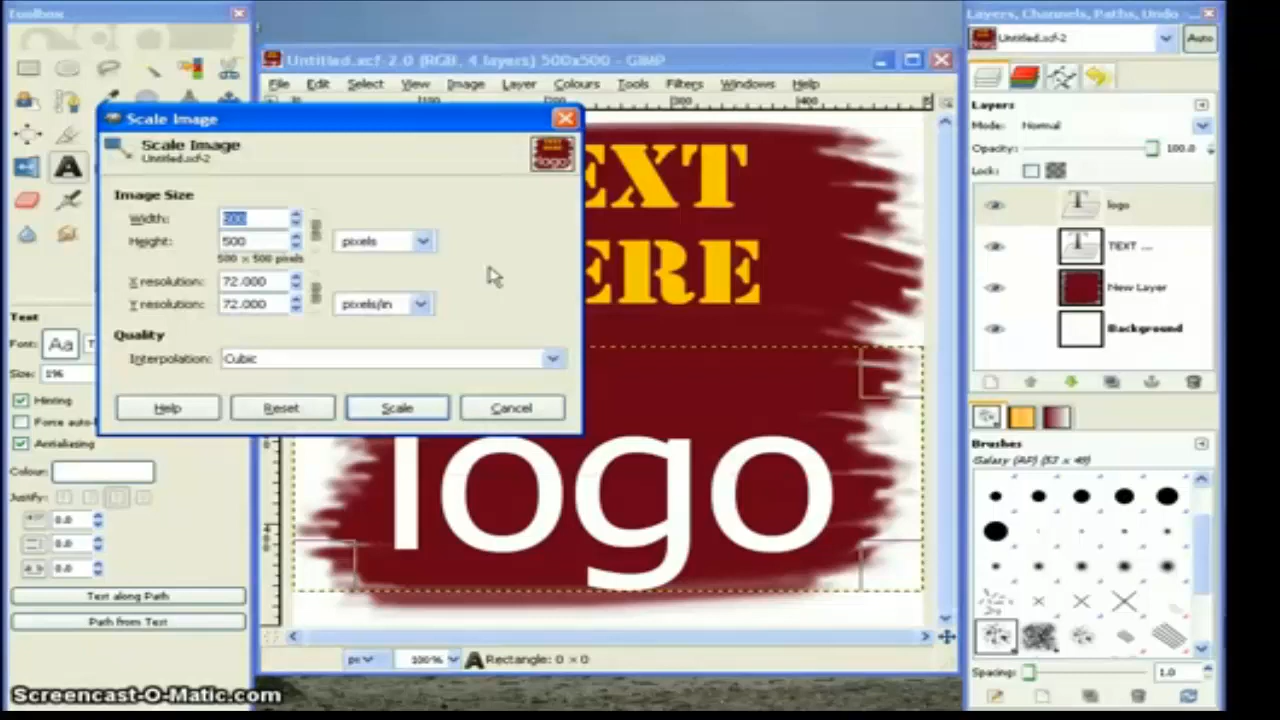 Toolbox
Text
Font:
Aa
T
Size:
196
Hinting
Force auto-
Antialiasing
Colour:
Justify:
0.0
0.0
0.0
Text along Path
Path from Text
Untitled.xcf-2.0 (RGB, 4 layers) 500x500 – GIMP
File Edit Select View Image Layer Colours Tools Filters Windows Help
Scale Image
Scale Image
Untitled.xcf-2
Image Size
Width:
500
Height:
500
pixels
500 × 500 pixels
X resolution:
72.000
Y resolution:
72.000
pixels/in
Quality
Interpolation:
Cubic
Help
Reset
Scale
Cancel
EXT
ERE
logo
px
100%
Rectangle: 0 × 0
Layers, Channels, Paths, Undo
Untitled.xcf-2
Auto
Layers
Mode:
Normal
Opacity:
100.0
Lock:
logo
TEXT ...
New Layer
Background
Brushes
Galaxy (AP) (53 x 49)
Spacing:
1.0
Screencast-O-Matic.com